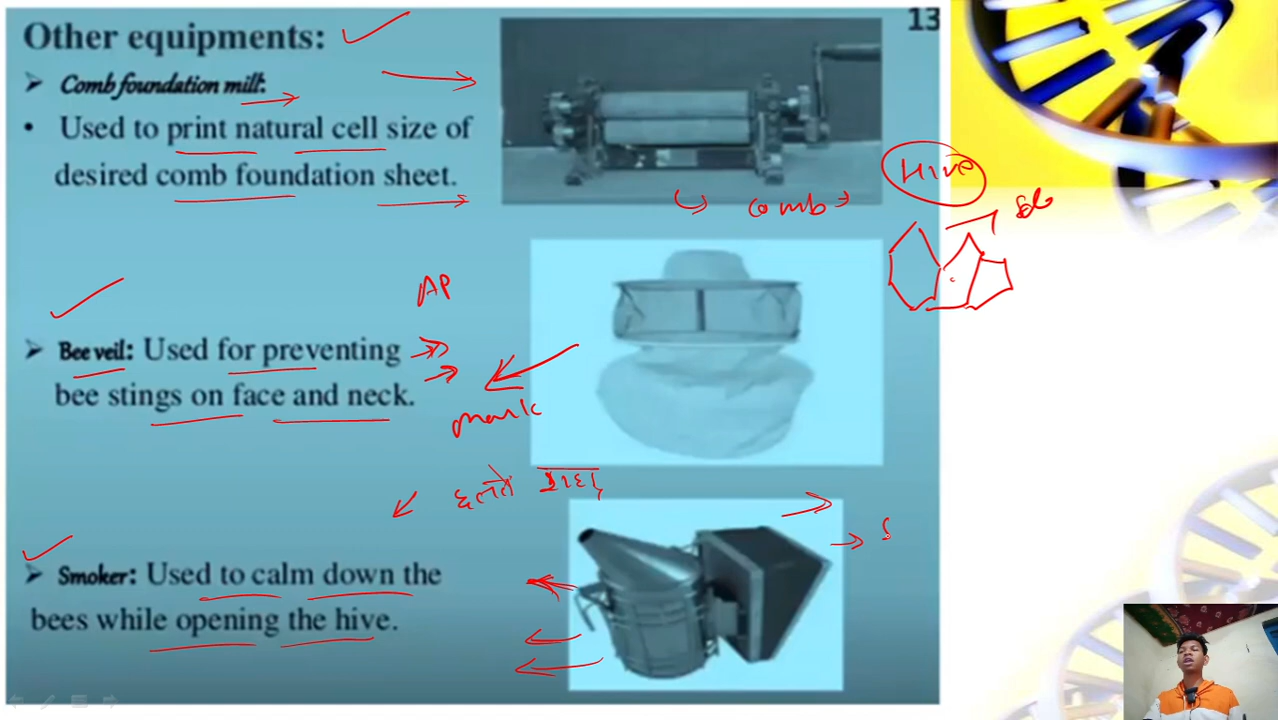 Other equipments:
13
➤ Comb foundation mill:
• Used to print natural cell size of
desired comb foundation sheet.
Hive
comb
AP
➤ Bee veil: Used for preventing
bee stings on face and neck.
mark
➤ Smoker: Used to calm down the
bees while opening the hive.
S